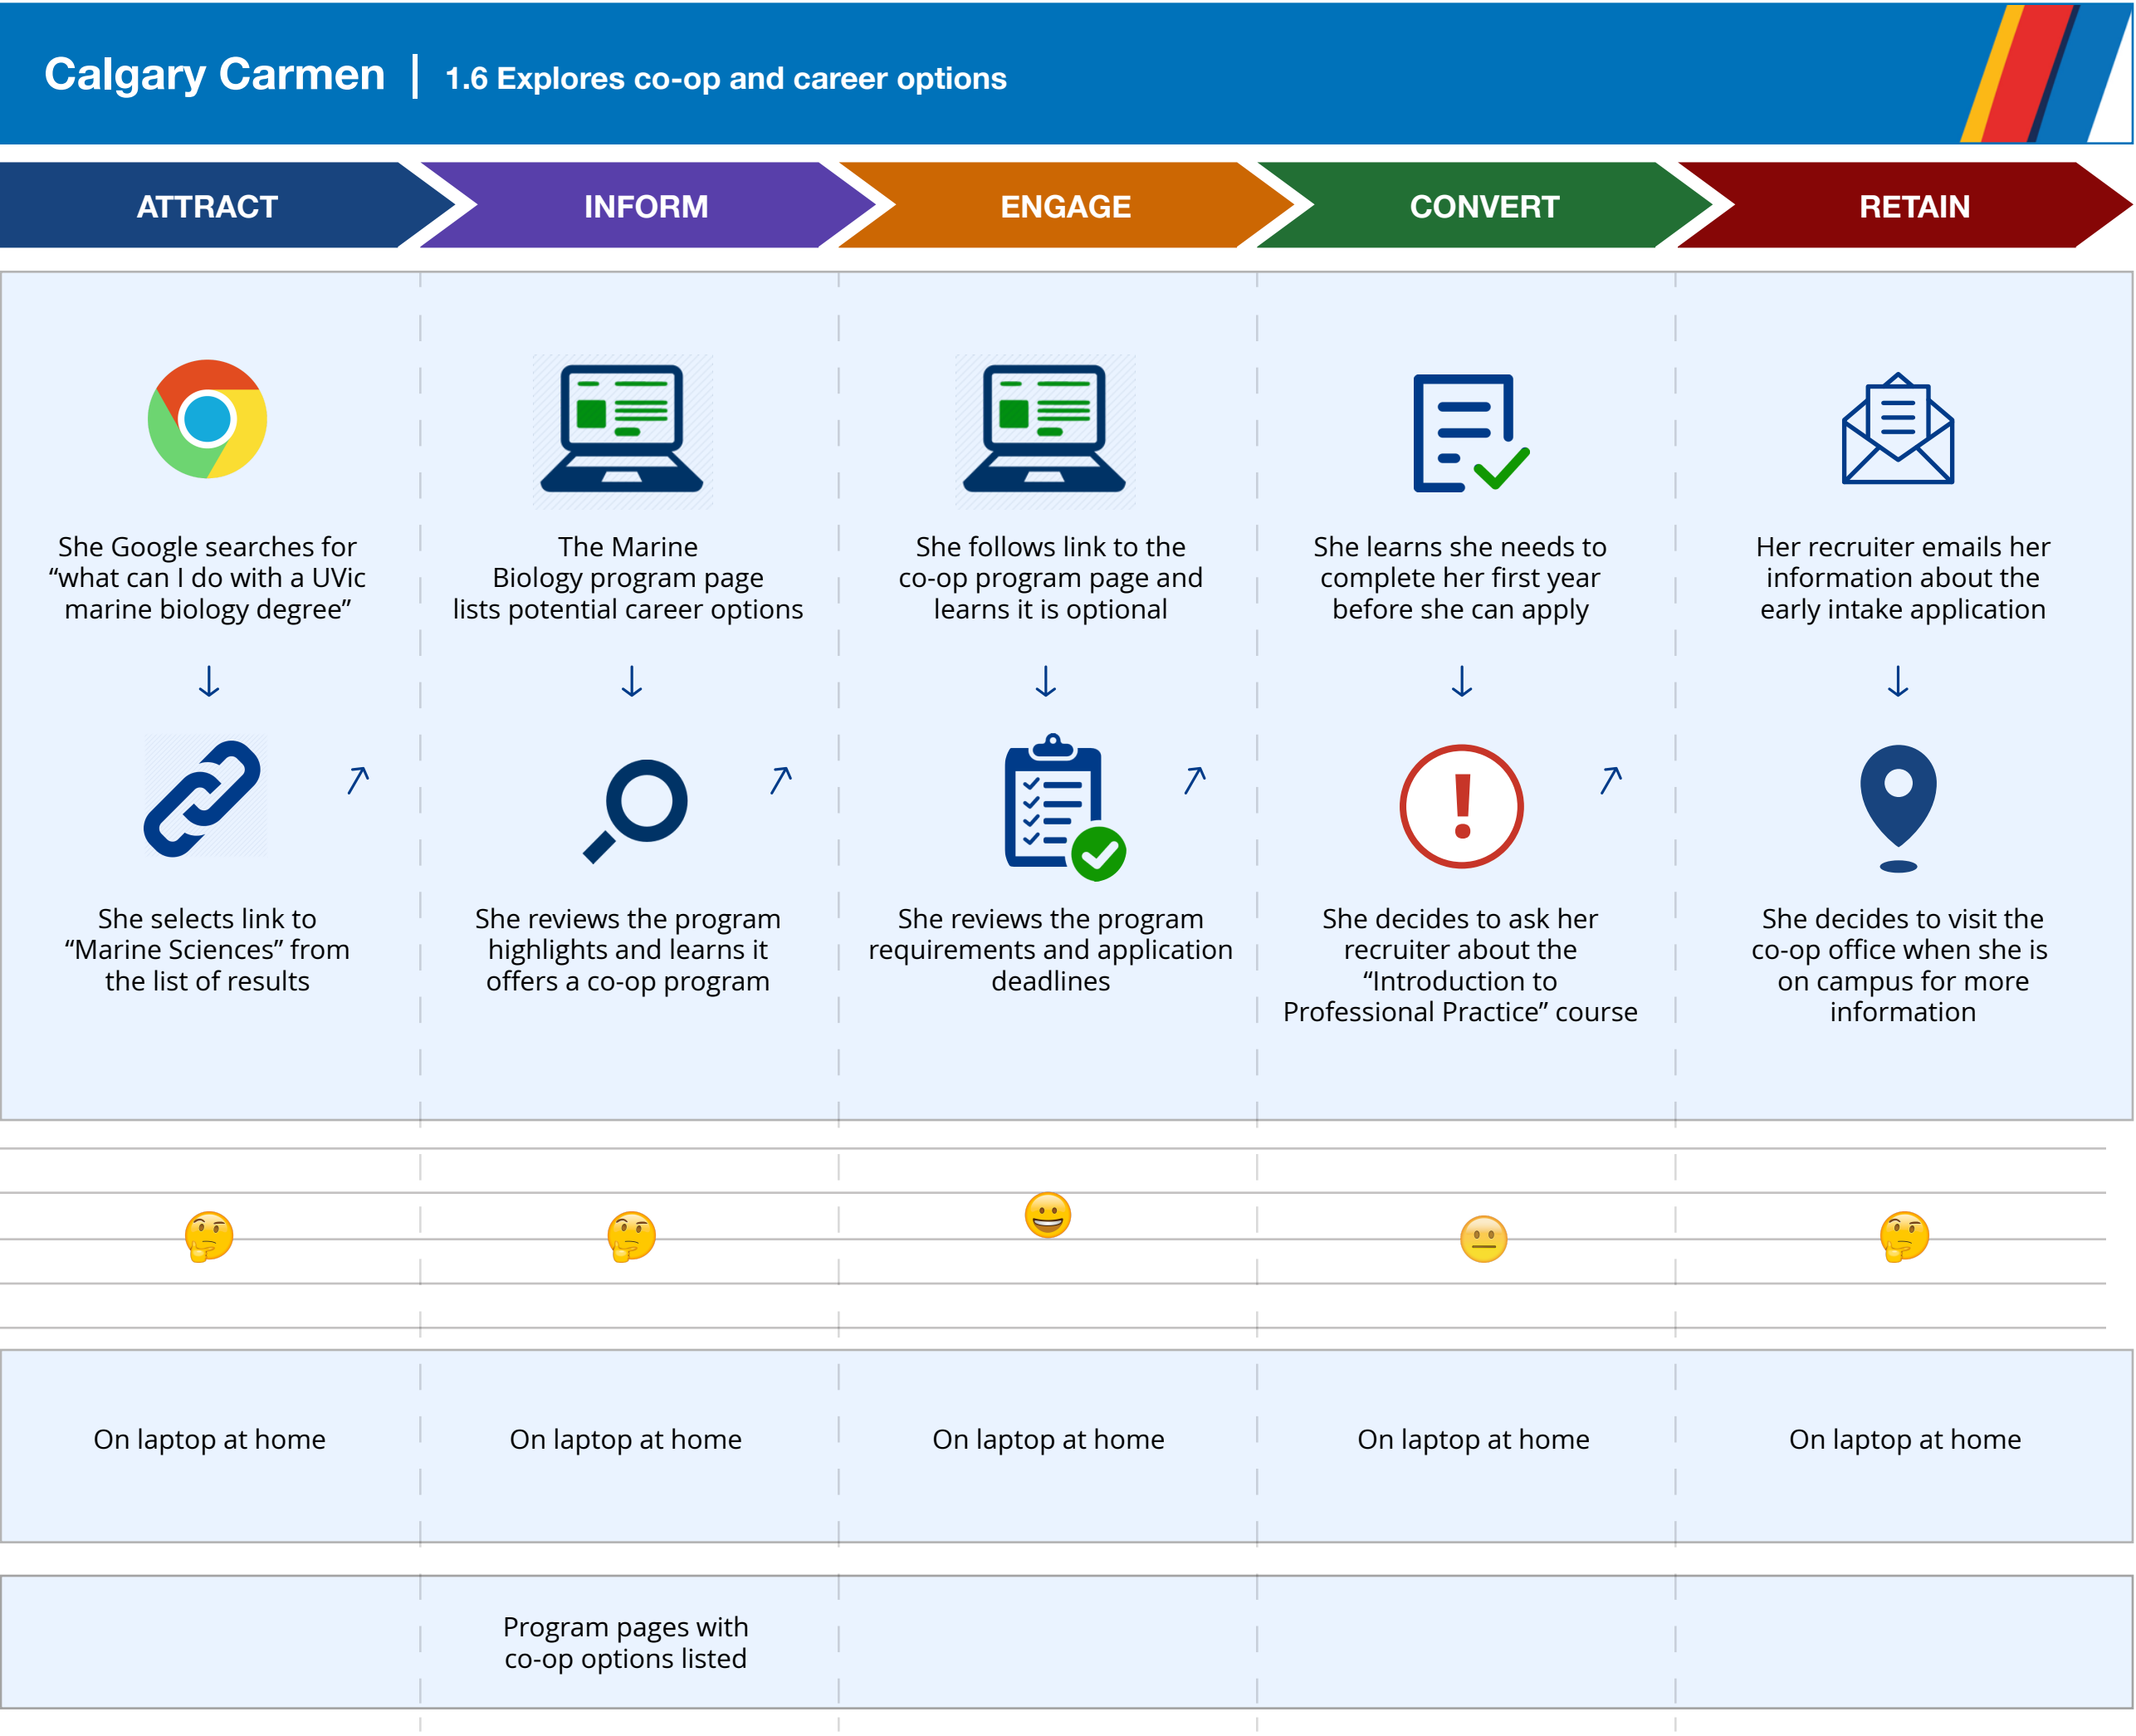 Calgary Carmen | 1.6 Explores co-op and career options
ATTRACT
INFORM
ENGAGE
CONVERT
RETAIN
She Google searches for
“what can I do with a UVic
marine biology degree”
The Marine
Biology program page
lists potential career options
She follows link to the
co-op program page and
learns it is optional
She learns she needs to
complete her first year
before she can apply
Her recruiter emails her
information about the
early intake application
She selects link to
“Marine Sciences” from
the list of results
She reviews the program
highlights and learns it
offers a co-op program
She reviews the program
requirements and application
deadlines
She decides to ask her
recruiter about the
“Introduction to
Professional Practice” course
She decides to visit the
co-op office when she is
on campus for more
information
On laptop at home
On laptop at home
On laptop at home
On laptop at home
On laptop at home
Program pages with
co-op options listed